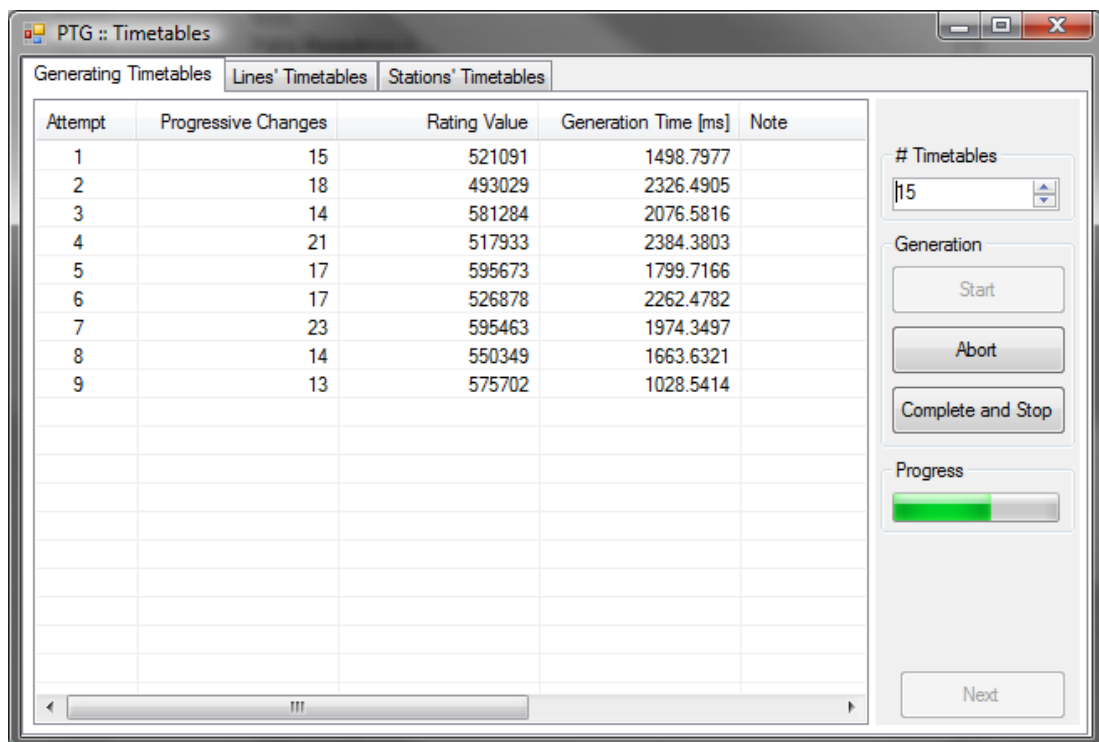 PTG :: Timetables
Generating Timetables Lines' Timetables Stations' Timetables
Attempt Progressive Changes Rating Value Generation Time [ms] Note
1 15 521091 1498.7977
2 18 493029 2326.4905
3 14 581284 2076.5816
4 21 517933 2384.3803
5 17 595673 1799.7166
6 17 526878 2262.4782
7 23 595463 1974.3497
8 14 550349 1663.6321
9 13 575702 1028.5414
# Timetables
15
Generation
Start
Abort
Complete and Stop
Progress
Next